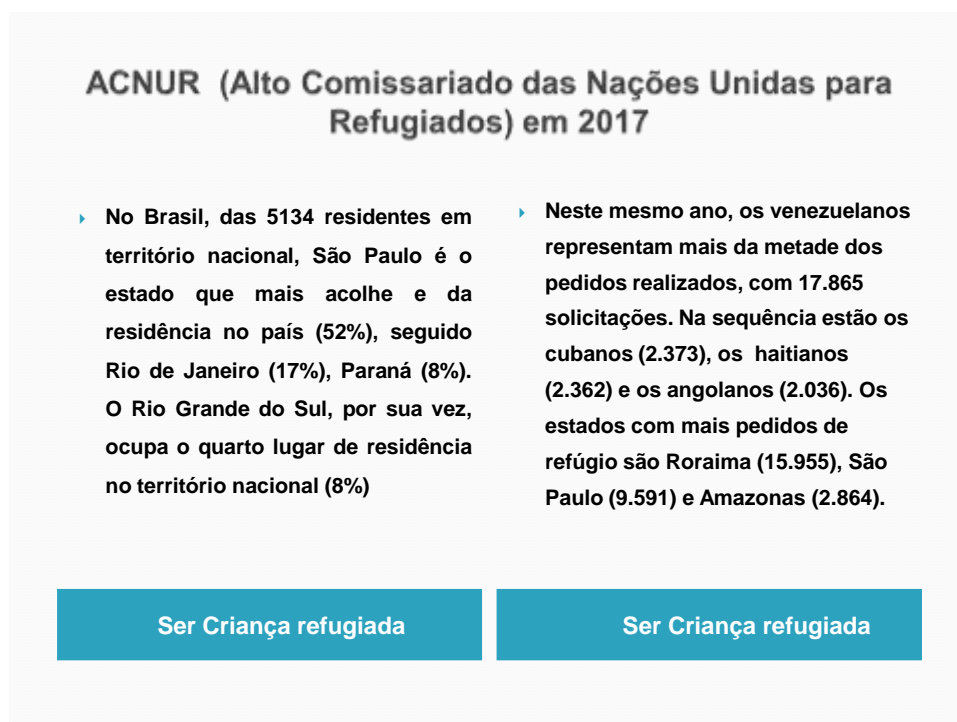 ACNUR  (Alto Comissariado das Nações Unidas para
Refugiados) em 2017
No Brasil, das 5134 residentes em
território nacional, São Paulo é o
estado que mais acolhe e da
residência no país (52%), seguido
Rio de Janeiro (17%), Paraná (8%).
O Rio Grande do Sul, por sua vez,
ocupa o quarto lugar de residência
no território nacional (8%)
Neste mesmo ano, os venezuelanos
representam mais da metade dos
pedidos realizados, com 17.865
solicitações. Na sequência estão os
cubanos (2.373), os  haitianos
(2.362) e os angolanos (2.036). Os
estados com mais pedidos de
refúgio são Roraima (15.955), São
Paulo (9.591) e Amazonas (2.864).
Ser Criança refugiada
Ser Criança refugiada